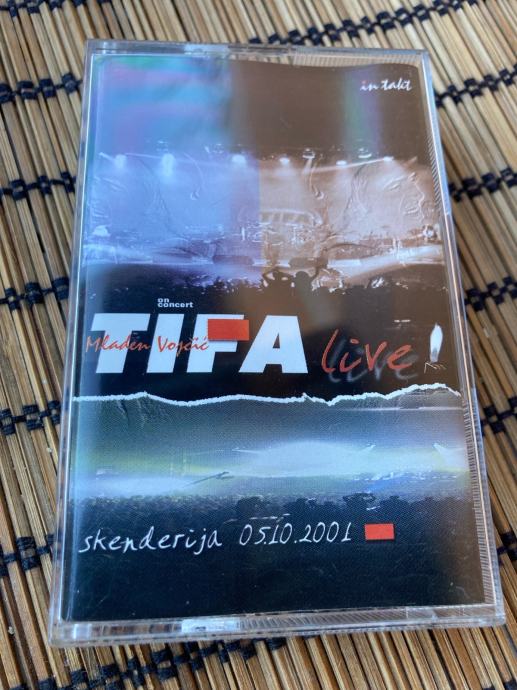 in takt
on
concert
TIFA live!
Mladen Vojičić
skenderija 05.10.2001